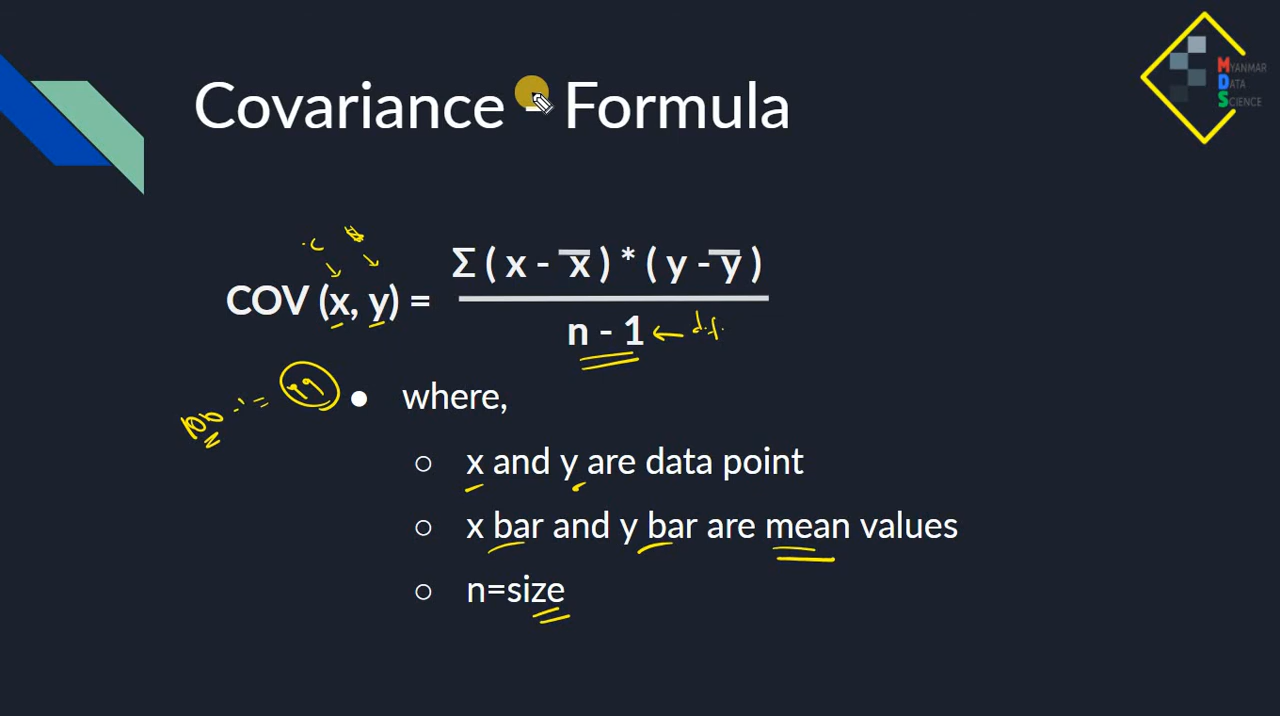 Covariance - Formula
MYANMAR
DATA
SCIENCE
Σ ( x - x̅ ) * ( y - y̅ )
COV (x, y) =
n - 1 ← d.f.
where,
x and y are data point
x bar and y bar are mean values
n=size